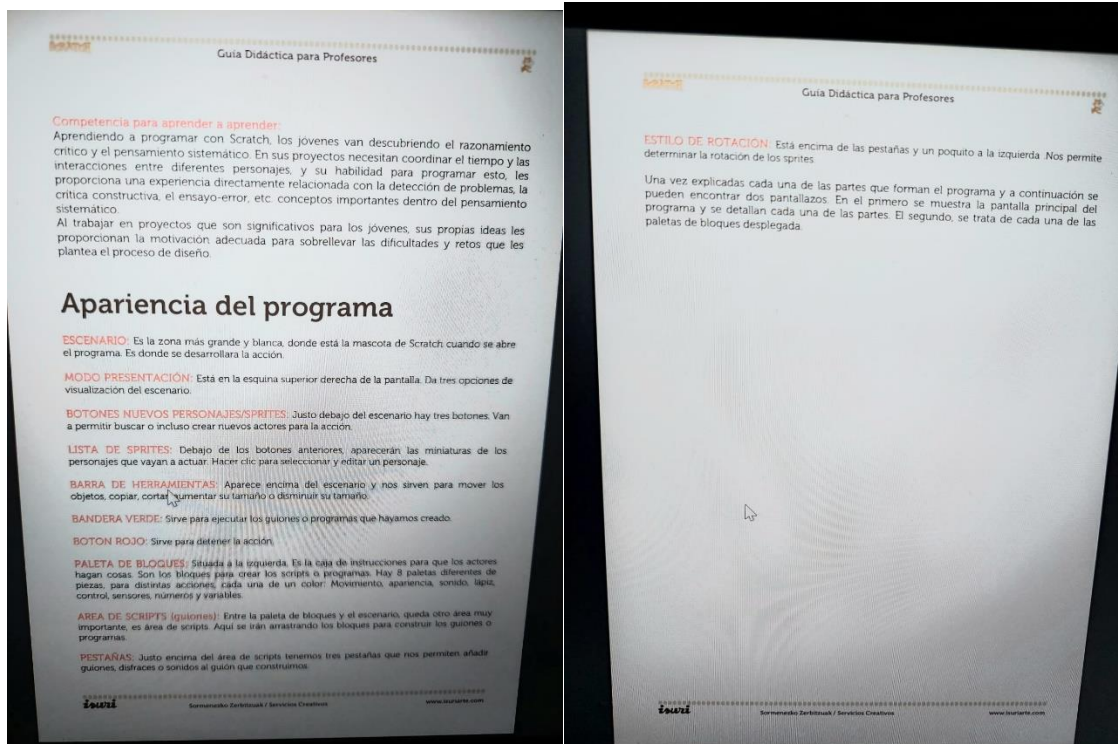 SCRATCH
Guía Didáctica para Profesores
Competencia para aprender a aprender:
Aprendiendo a programar con Scratch, los jóvenes van descubriendo el razonamiento
crítico y el pensamiento sistemático. En sus proyectos necesitan coordinar el tiempo y las
interacciones entre diferentes personajes, y su habilidad para programar esto, les
proporciona una experiencia directamente relacionada con la detección de problemas, la
crítica constructiva, el ensayo-error, etc. conceptos importantes dentro del pensamiento
sistemático.
Al trabajar en proyectos que son significativos para los jóvenes, sus propias ideas les
proporcionan la motivación adecuada para sobrellevar las dificultades y retos que les
plantea el proceso de diseño.
Apariencia del programa
ESCENARIO: Es la zona más grande y blanca, donde está la mascota de Scratch cuando se abre
el programa. Es donde se desarrollara la acción.
MODO PRESENTACIÓN: Está en la esquina superior derecha de la pantalla. Da tres opciones de
visualización del escenario.
BOTONES NUEVOS PERSONAJES/SPRITES: Justo debajo del escenario hay tres botones. Van
a permitir buscar o incluso crear nuevos actores para la acción.
LISTA DE SPRITES: Debajo de los botones anteriores, aparecerán las miniaturas de los
personajes que vayan a actuar. Hacer clic para seleccionar y editar un personaje.
BARRA DE HERRAMIENTAS: Aparece encima del escenario y nos sirven para mover los
objetos, copiar, cortar, aumentar su tamaño o disminuir su tamaño.
BANDERA VERDE: Sirve para ejecutar los guiones o programas que hayamos creado.
BOTON ROJO: Sirve para detener la acción.
PALETA DE BLOQUES: Situada a la izquierda. Es la caja de instrucciones para que los actores
hagan cosas. Son los bloques para crear los scripts o programas. Hay 8 paletas diferentes de
piezas, para distintas acciones, cada una de un color: Movimiento, apariencia, sonido, lápiz,
control, sensores, números y variables.
AREA DE SCRIPTS (guiones): Entre la paleta de bloques y el escenario, queda otro área muy
importante, es área de scripts. Aquí se irán arrastrando los bloques para construir los guiones o
programas.
PESTAÑAS: Justo encima del área de scripts tenemos tres pestañas que nos permiten añadir
guiones, disfraces o sonidos al guión que construimos.
isuri
Sormenezko Zerbitzuak / Servicios Creativos
www.isuriarte.com
SCRATCH
Guía Didáctica para Profesores
ESTILO DE ROTACIÓN: Está encima de las pestañas y un poquito a la izquierda .Nos permite
determinar la rotación de los sprites.
Una vez explicadas cada una de las partes que forman el programa y a continuación se
pueden encontrar dos pantallazos. En el primero se muestra la pantalla principal del
programa y se detallan cada una de las partes. El segundo, se trata de cada una de las
paletas de bloques desplegada.
isuri
Sormenezko Zerbitzuak / Servicios Creativos
www.isuriarte.com